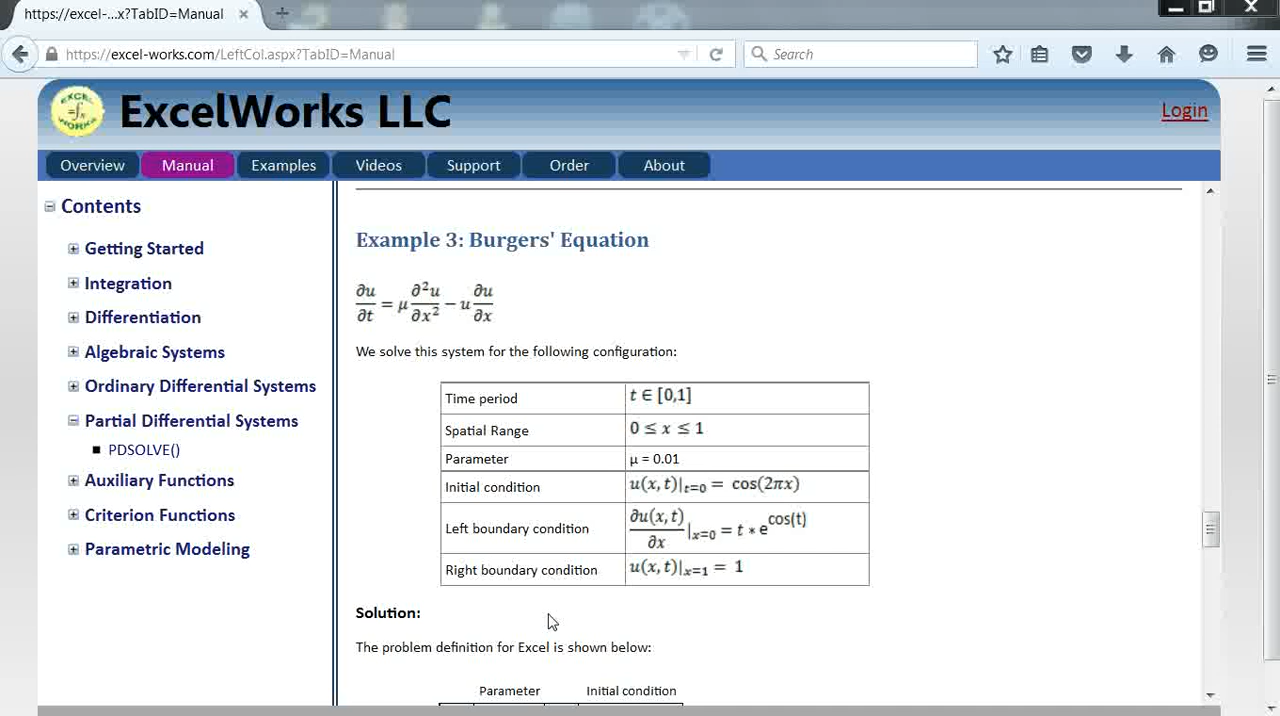 https://excel-...x?TabID=Manual
https://excel-works.com/LeftCol.aspx?TabID=Manual
Search
EXCEL
=fx
WORKS
ExcelWorks LLC
Login
Overview Manual Examples Videos Support Order About
Contents
Getting Started
Integration
Differentiation
Algebraic Systems
Ordinary Differential Systems
Partial Differential Systems
PDSOLVE()
Auxiliary Functions
Criterion Functions
Parametric Modeling
Example 3: Burgers' Equation
∂u/∂t = μ ∂²u/∂x² − u ∂u/∂x
We solve this system for the following configuration:
Time period t ∈ [0,1]
Spatial Range 0 ≤ x ≤ 1
Parameter μ = 0.01
Initial condition u(x, t)|t=0 = cos(2πx)
Left boundary condition ∂u(x, t)/∂x |x=0 = t * e^cos(t)
Right boundary condition u(x, t)|x=1 = 1
Solution:
The problem definition for Excel is shown below:
Parameter Initial condition